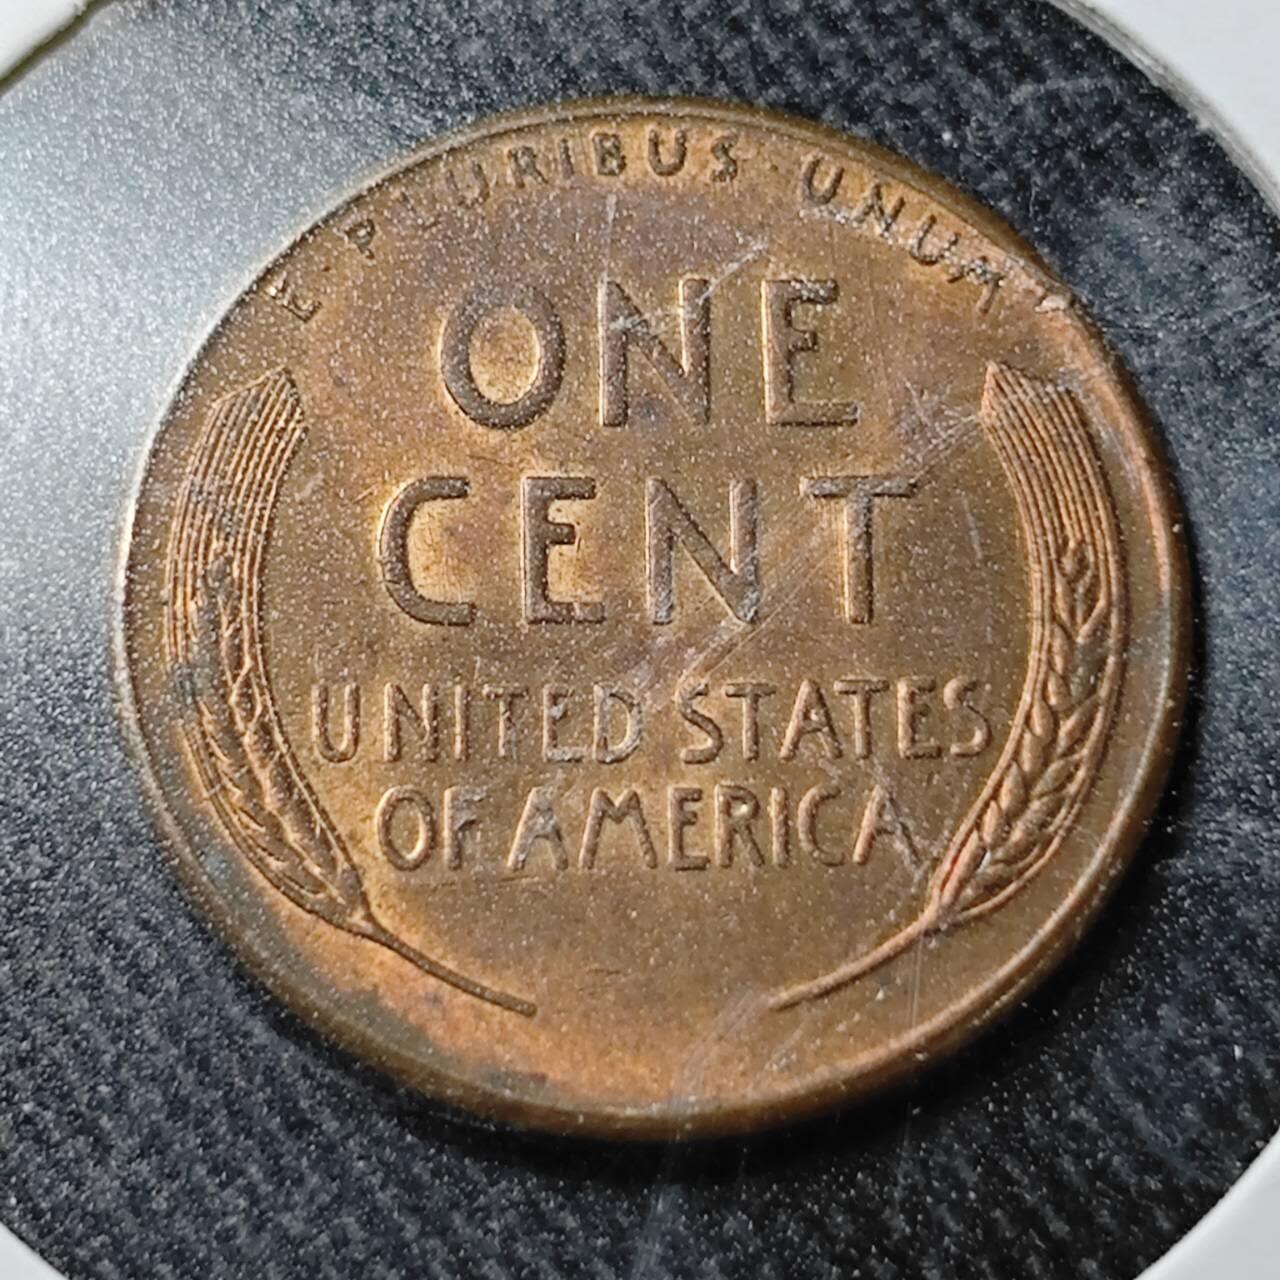 E PLURIBUS · UNUM
ONE
CENT
UNITED STATES
OF AMERICA